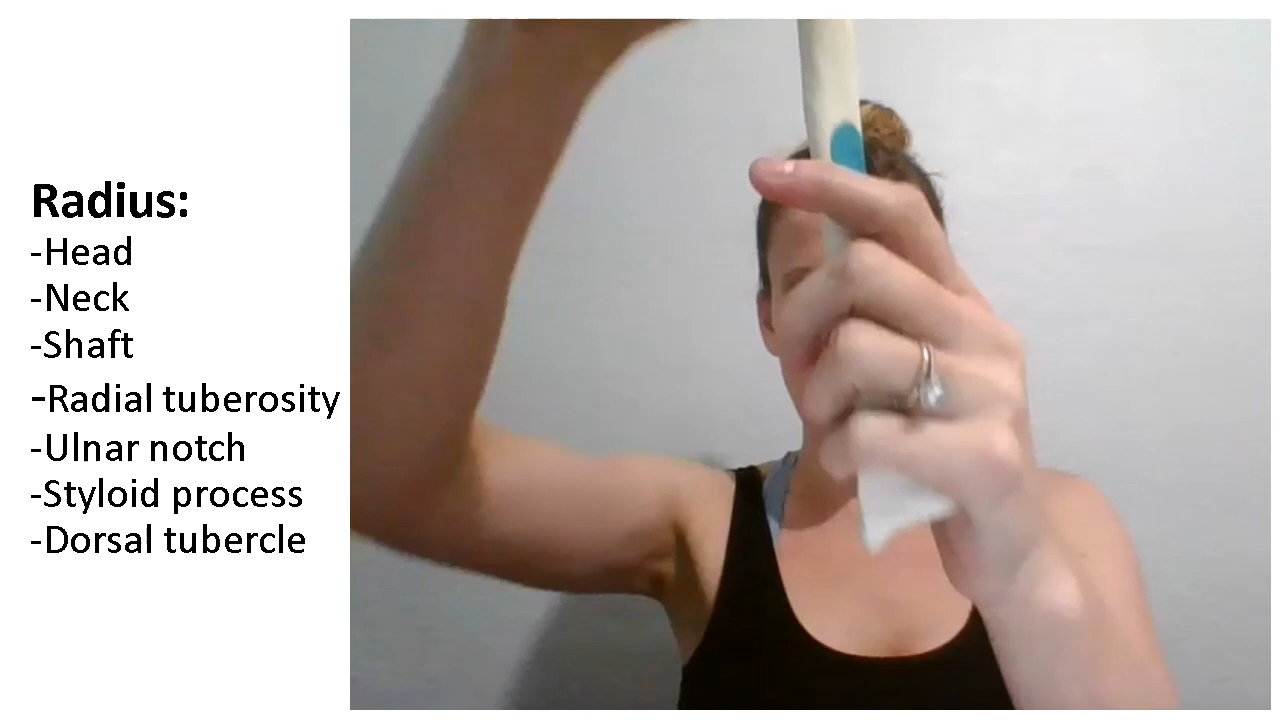 Radius:
-Head
-Neck
-Shaft
-Radial tuberosity
-Ulnar notch
-Styloid process
-Dorsal tubercle